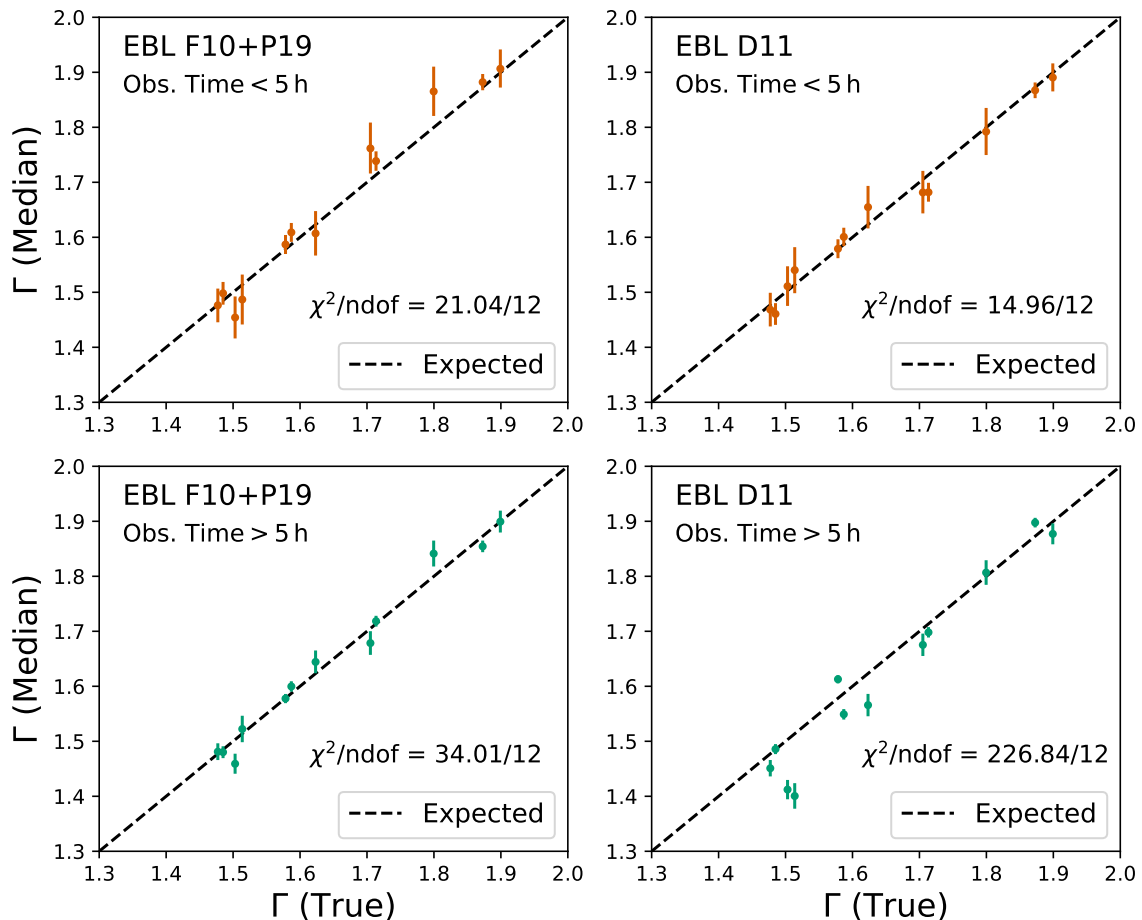 EBL F10+P19
Obs. Time < 5 h
Γ (Median)
2.0
1.9
1.8
1.7
1.6
1.5
1.4
1.3
χ²/ndof = 21.04/12
Expected
1.3 1.4 1.5 1.6 1.7 1.8 1.9 2.0
EBL D11
Obs. Time < 5 h
2.0
1.9
1.8
1.7
1.6
1.5
1.4
1.3
χ²/ndof = 14.96/12
Expected
1.3 1.4 1.5 1.6 1.7 1.8 1.9 2.0
EBL F10+P19
Obs. Time > 5 h
Γ (Median)
2.0
1.9
1.8
1.7
1.6
1.5
1.4
1.3
χ²/ndof = 34.01/12
Expected
1.3 1.4 1.5 1.6 1.7 1.8 1.9 2.0
Γ (True)
EBL D11
Obs. Time > 5 h
2.0
1.9
1.8
1.7
1.6
1.5
1.4
1.3
χ²/ndof = 226.84/12
Expected
1.3 1.4 1.5 1.6 1.7 1.8 1.9 2.0
Γ (True)